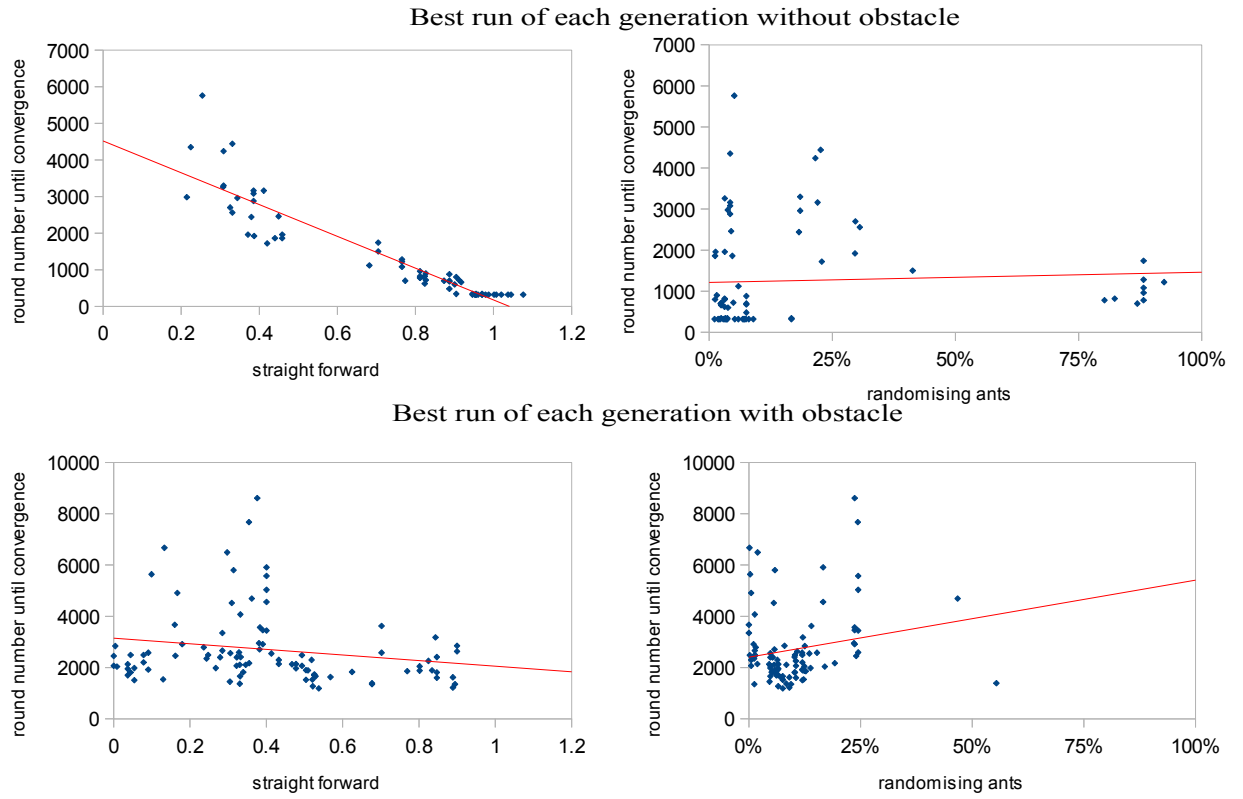 Best run of each generation without obstacle
round number until convergence
7000
6000
5000
4000
3000
2000
1000
0
0 0.2 0.4 0.6 0.8 1 1.2
straight forward
round number until convergence
7000
6000
5000
4000
3000
2000
1000
0
0% 25% 50% 75% 100%
randomising ants
Best run of each generation with obstacle
round number until convergence
10000
8000
6000
4000
2000
0
0 0.2 0.4 0.6 0.8 1 1.2
straight forward
round number until convergence
10000
8000
6000
4000
2000
0
0% 25% 50% 75% 100%
randomising ants